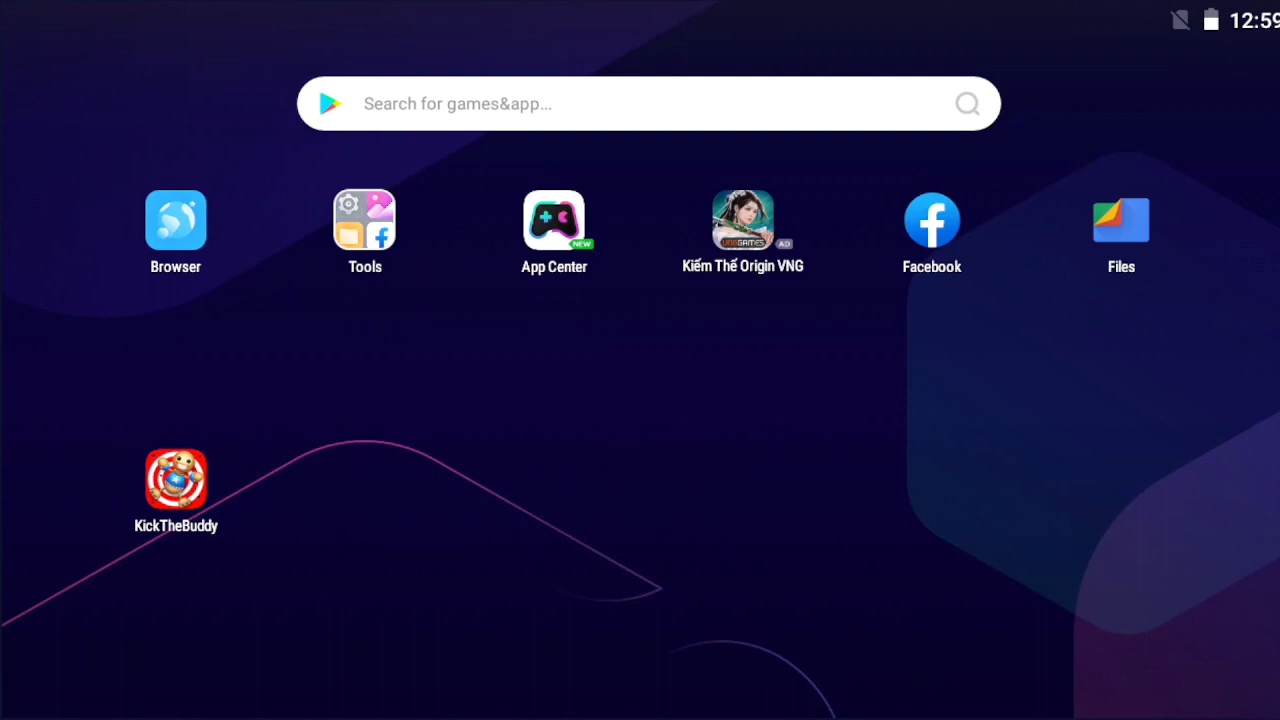 12:59
Search for games&app...
NEW
VNGGAMES
AD
Browser
Tools
App Center
Kiếm Thế Origin VNG
Facebook
Files
KickTheBuddy